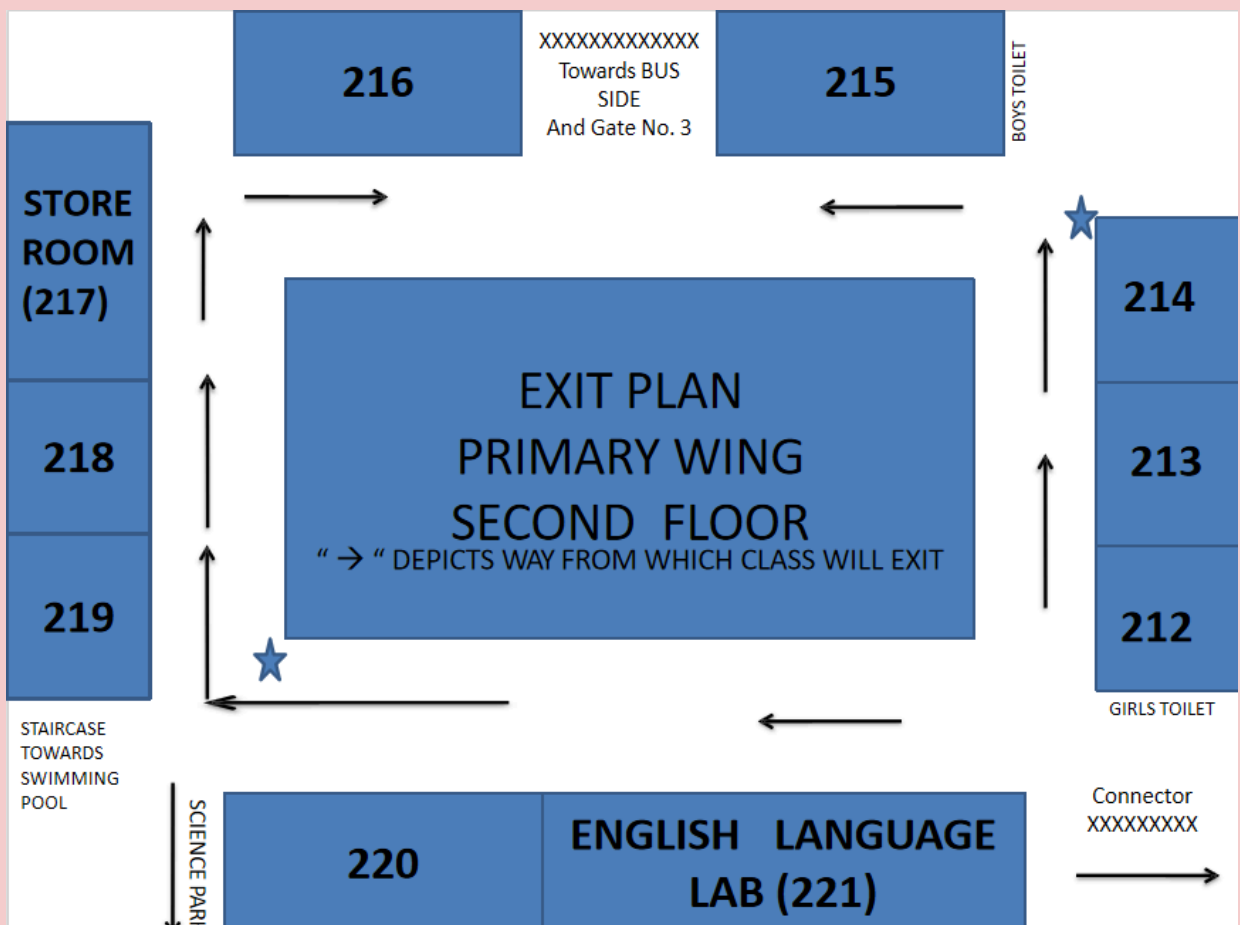 216
XXXXXXXXXXXXX
Towards BUS
SIDE
And Gate No. 3
215
BOYS TOILET
STORE
ROOM
(217)
218
219
EXIT PLAN
PRIMARY WING
SECOND FLOOR
“ → “ DEPICTS WAY FROM WHICH CLASS WILL EXIT
214
213
212
GIRLS TOILET
STAIRCASE
TOWARDS
SWIMMING
POOL
SCIENCE
220
ENGLISH LANGUAGE
LAB (221)
Connector
XXXXXXXXX